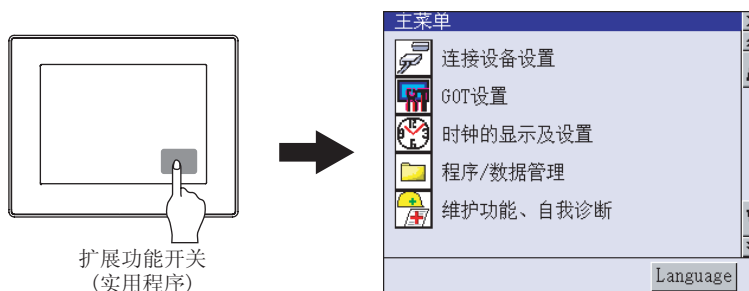 扩展功能开关
(实用程序)
主菜单
连接设备设置
GOT设置
时钟的显示及设置
程序/数据管理
维护功能、自我诊断
Language